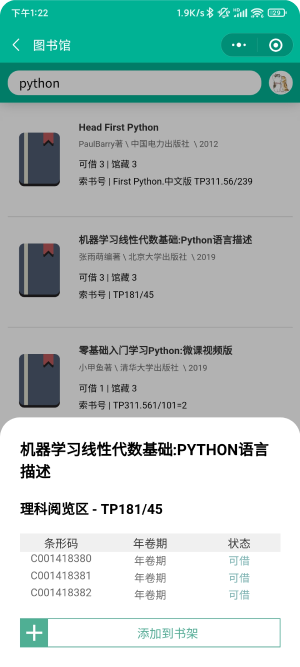 下午1:22
1.9K/s
29
图书馆
python
Head First Python
PaulBarry著 \ 中国电力出版社 \ 2012
可借 3 | 馆藏 3
索书号 | First Python.中文版 TP311.56/239
机器学习线性代数基础:Python语言描述
张雨萌编著 \ 北京大学出版社 \ 2019
可借 3 | 馆藏 3
索书号 | TP181/45
零基础入门学习Python:微课视频版
小甲鱼著 \ 清华大学出版社 \ 2019
可借 1 | 馆藏 3
索书号 | TP311.561/101=2
机器学习线性代数基础:PYTHON语言
描述
理科阅览区 - TP181/45
条形码 年卷期 状态
C001418380 年卷期 可借
C001418381 年卷期 可借
C001418382 年卷期 可借
添加到书架